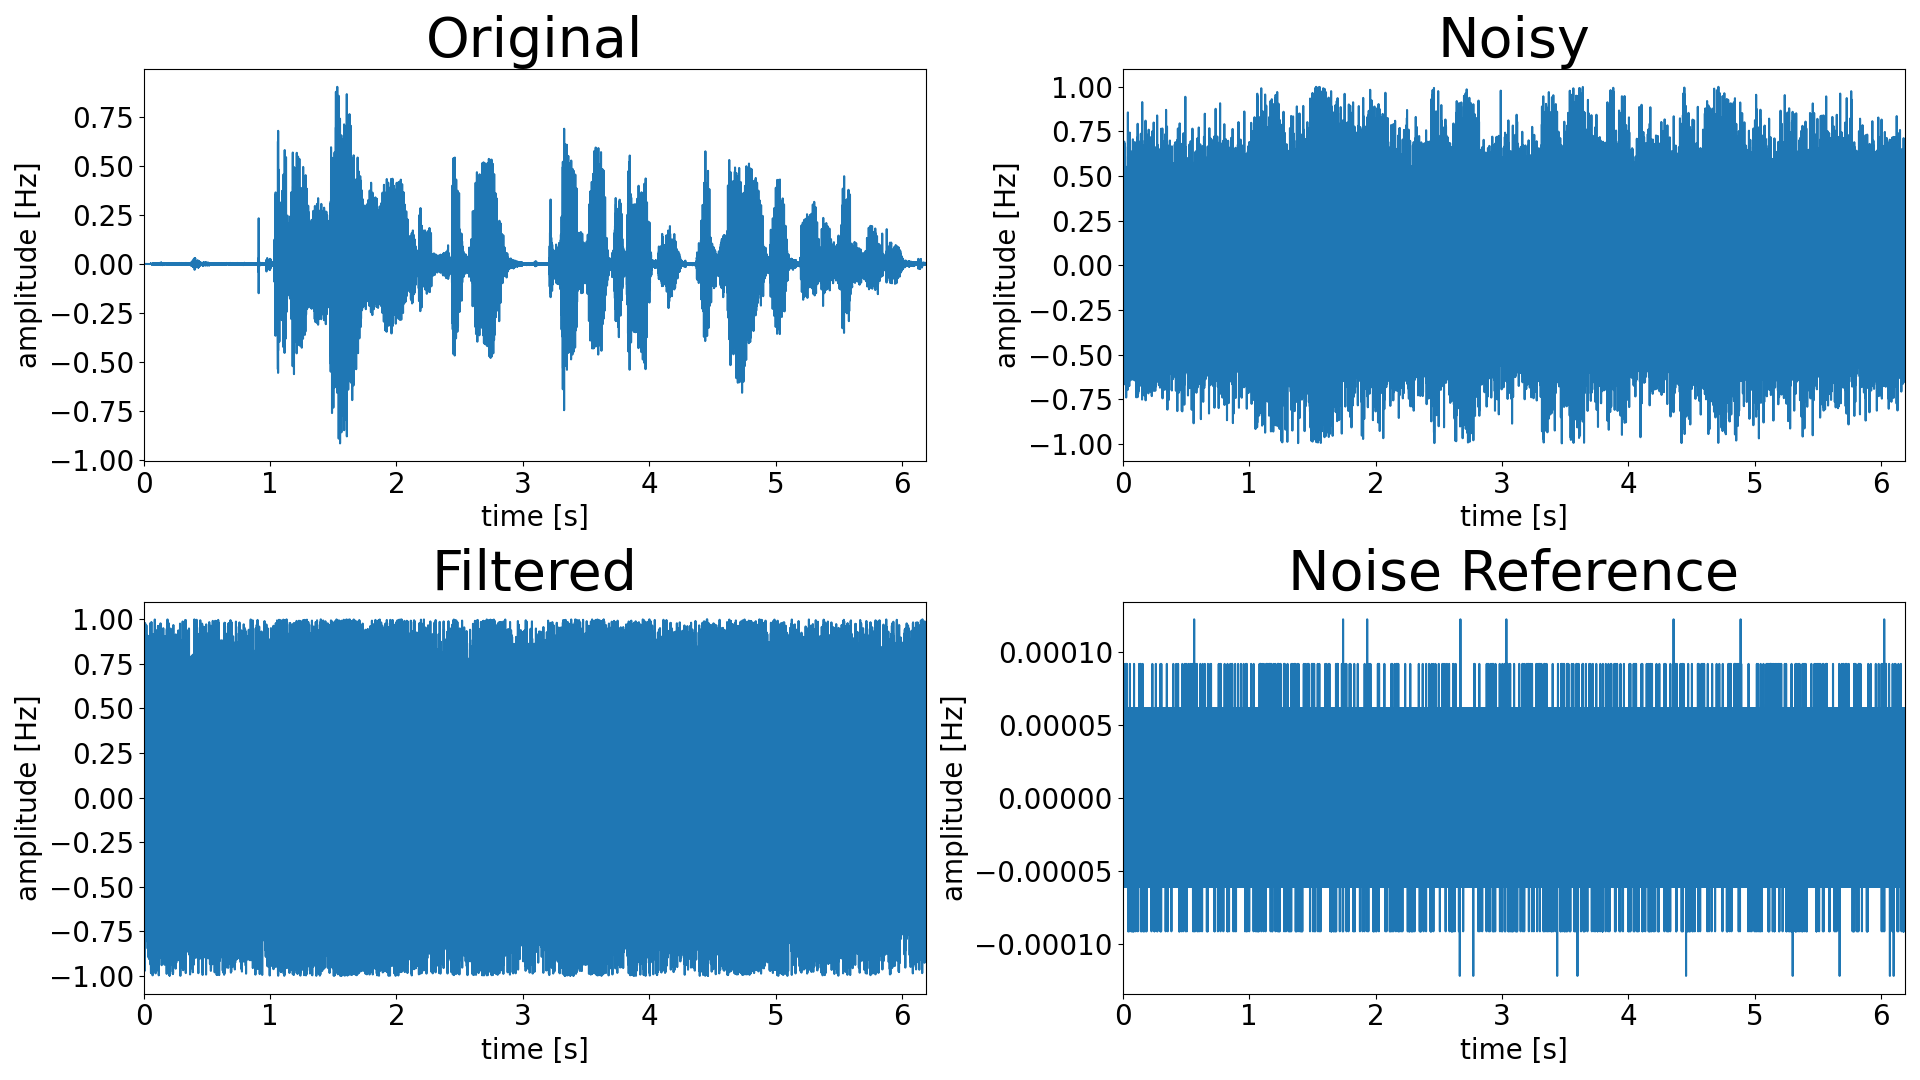 Original
amplitude [Hz]
0.75
0.50
0.25
0.00
−0.25
−0.50
−0.75
−1.00
0 1 2 3 4 5 6
time [s]
Noisy
amplitude [Hz]
1.00
0.75
0.50
0.25
0.00
−0.25
−0.50
−0.75
−1.00
0 1 2 3 4 5 6
time [s]
Filtered
amplitude [Hz]
1.00
0.75
0.50
0.25
0.00
−0.25
−0.50
−0.75
−1.00
0 1 2 3 4 5 6
time [s]
Noise Reference
amplitude [Hz]
0.00010
0.00005
0.00000
−0.00005
−0.00010
0 1 2 3 4 5 6
time [s]